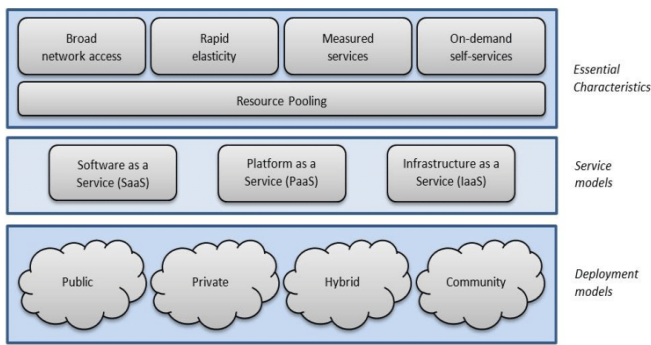 Broad
network access
Rapid
elasticity
Measured
services
On-demand
self-services
Resource Pooling
Essential
Characteristics
Software as a
Service (SaaS)
Platform as a
Service (PaaS)
Infrastructure as a
Service (IaaS)
Service
models
Public
Private
Hybrid
Community
Deployment
models